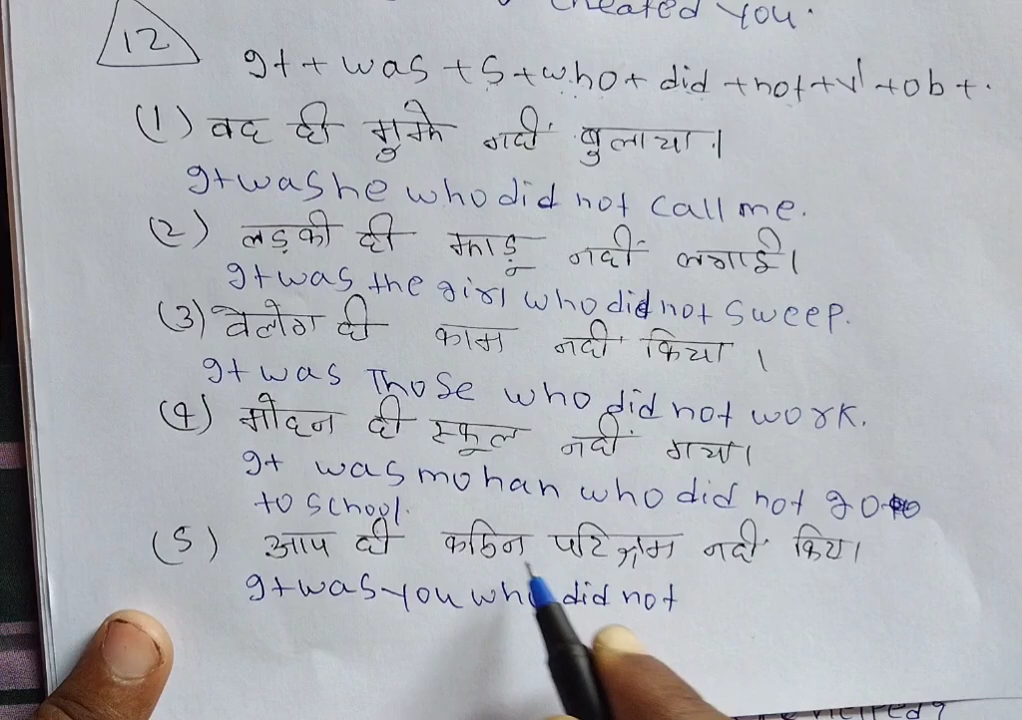 created you.
12
It + was + S + who + did + not + V¹ + ob + .
(1) वह ही मुझे नहीं बुलाया।
It was he who did not call me.
(2) लड़की ही झाडू नहीं लगाई।
It was the girl who did not sweep.
(3) वेलोग ही काम नहीं किया ।
It was Those who did not work.
(4) मोहन ही स्कूल नहीं गया।
It was mohan who did not go
to school.
(5) आप ही कठिन परिश्रम नहीं किये।
It was you who did not